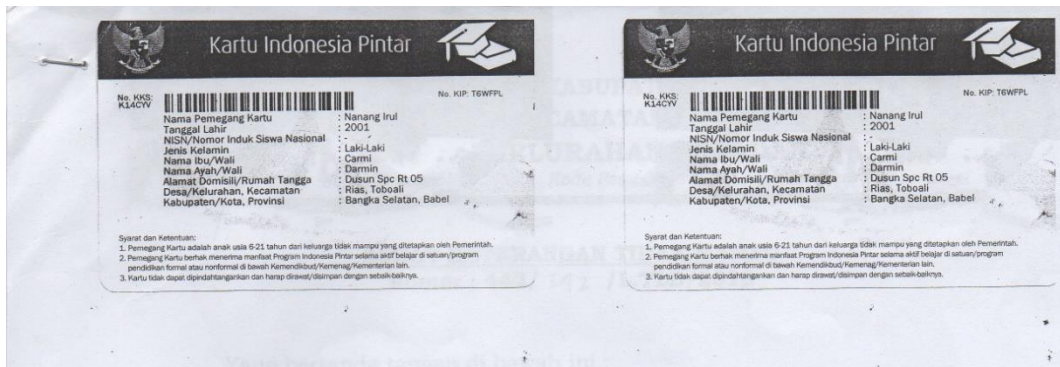 Kartu Indonesia Pintar
No. KKS:
K14CYV
No. KIP: T6WFPL
Nama Pemegang Kartu : Nanang Irul
Tanggal Lahir : 2001
NISN/Nomor Induk Siswa Nasional : -
Jenis Kelamin : Laki-Laki
Nama Ibu/Wali : Carmi
Nama Ayah/Wali : Darmin
Alamat Domisili/Rumah Tangga : Dusun Spc Rt 05
Desa/Kelurahan, Kecamatan : Rias, Toboali
Kabupaten/Kota, Provinsi : Bangka Selatan, Babel
Syarat dan Ketentuan:
1. Pemegang Kartu adalah anak usia 6-21 tahun dari keluarga tidak mampu yang ditetapkan oleh Pemerintah.
2. Pemegang Kartu berhak menerima manfaat Program Indonesia Pintar selama aktif belajar di satuan/program
pendidikan formal atau nonformal di bawah Kemendikbud/Kemenag/Kementerian lain.
3. Kartu tidak dapat dipindahtangankan dan harap dirawat/disimpan dengan sebaik-baiknya.
Kartu Indonesia Pintar
No. KKS:
K14CYV
No. KIP: T6WFPL
Nama Pemegang Kartu : Nanang Irul
Tanggal Lahir : 2001
NISN/Nomor Induk Siswa Nasional : -
Jenis Kelamin : Laki-Laki
Nama Ibu/Wali : Carmi
Nama Ayah/Wali : Darmin
Alamat Domisili/Rumah Tangga : Dusun Spc Rt 05
Desa/Kelurahan, Kecamatan : Rias, Toboali
Kabupaten/Kota, Provinsi : Bangka Selatan, Babel
Syarat dan Ketentuan:
1. Pemegang Kartu adalah anak usia 6-21 tahun dari keluarga tidak mampu yang ditetapkan oleh Pemerintah.
2. Pemegang Kartu berhak menerima manfaat Program Indonesia Pintar selama aktif belajar di satuan/program
pendidikan formal atau nonformal di bawah Kemendikbud/Kemenag/Kementerian lain.
3. Kartu tidak dapat dipindahtangankan dan harap dirawat/disimpan dengan sebaik-baiknya.